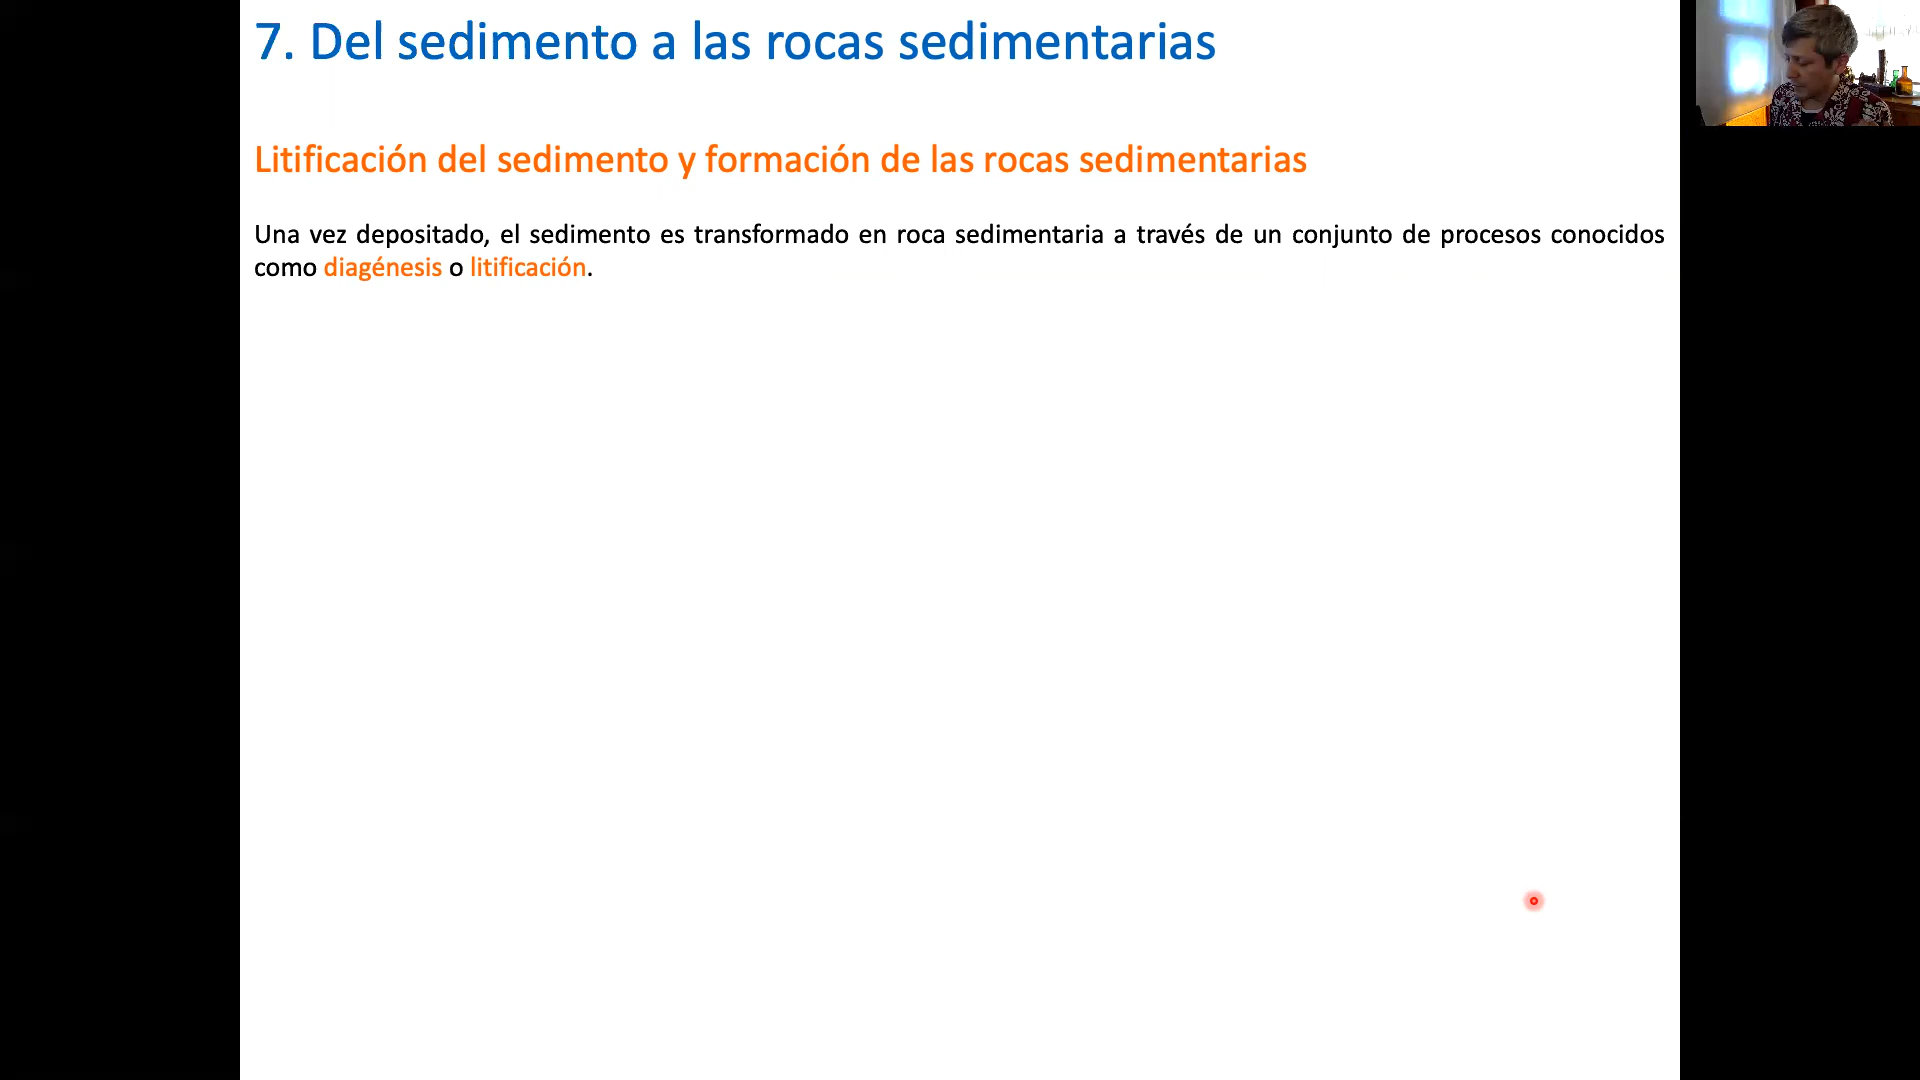 7. Del sedimento a las rocas sedimentarias
Litificación del sedimento y formación de las rocas sedimentarias
Una vez depositado, el sedimento es transformado en roca sedimentaria a través de un conjunto de procesos conocidos
como diagénesis o litificación.